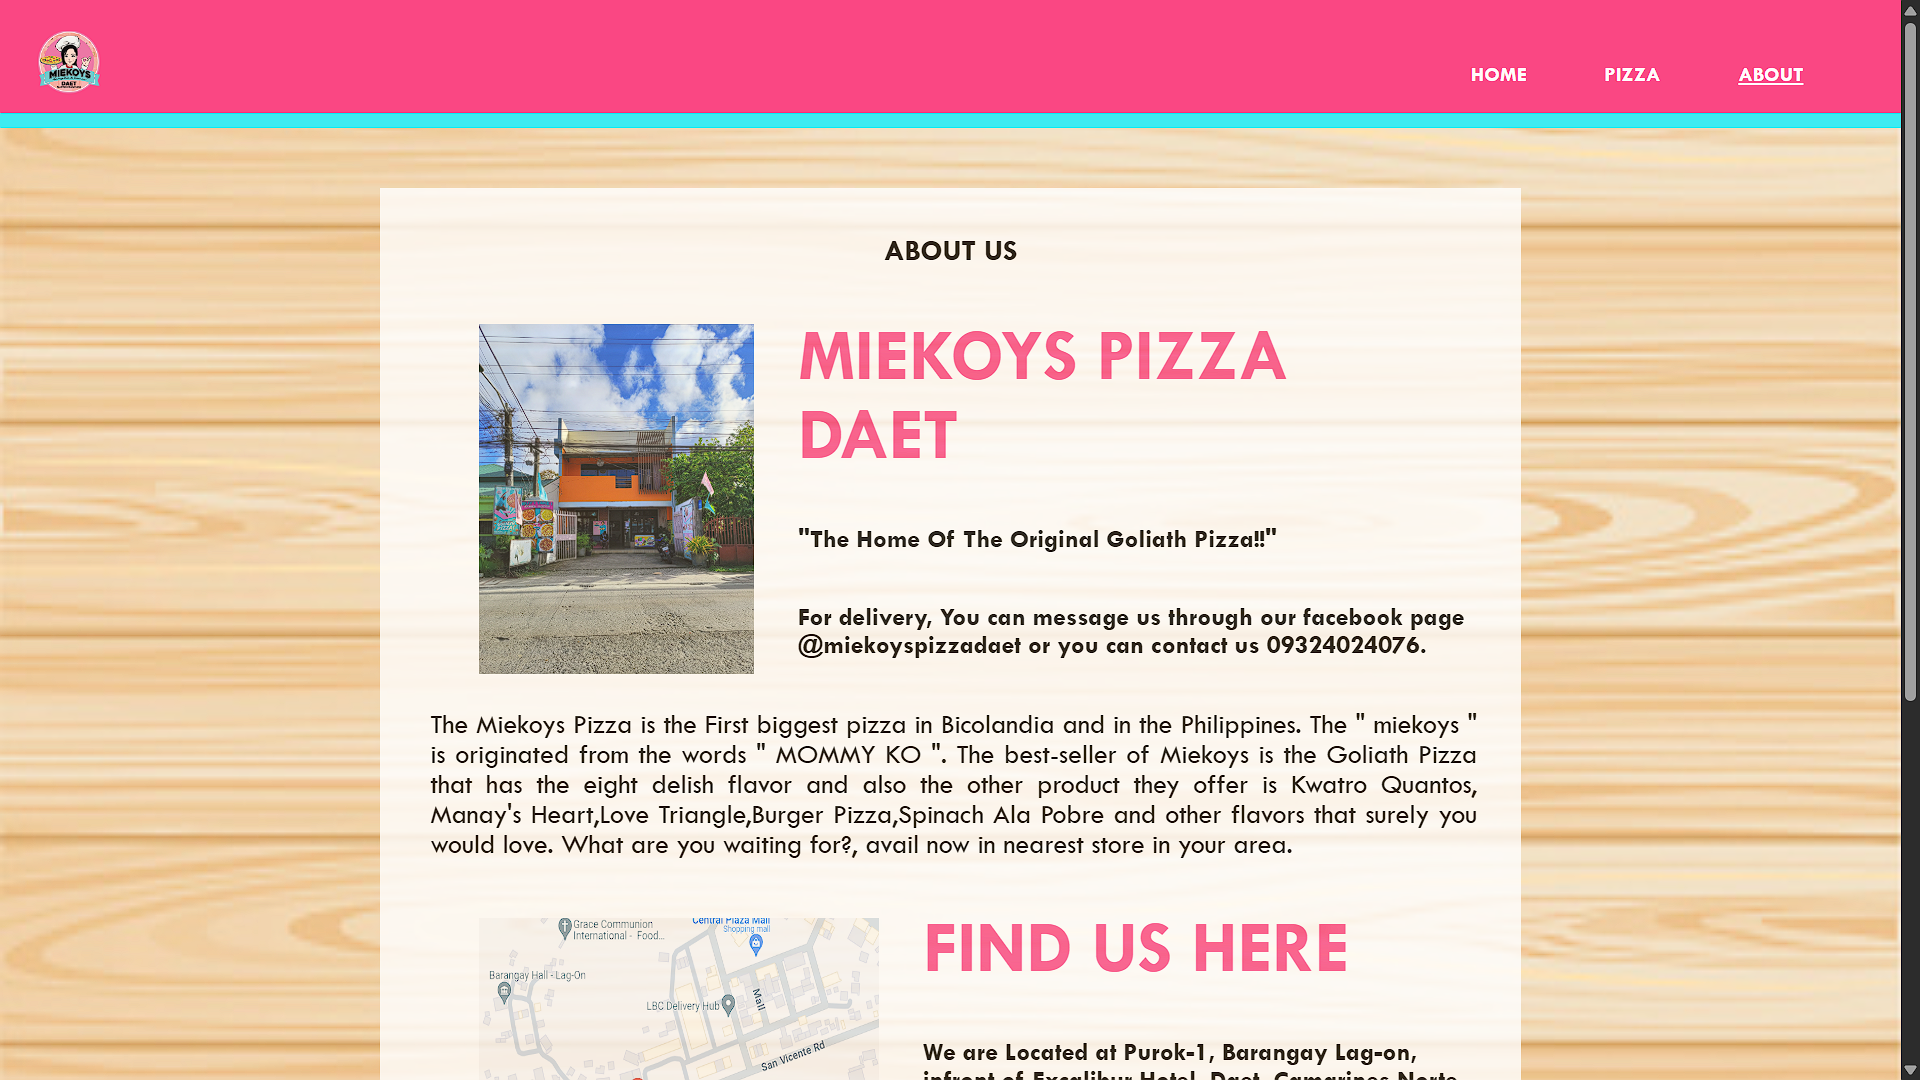 MIEKOYS
DAET
HOME
PIZZA
ABOUT
ABOUT US
MIEKOYS PIZZA
DAET
"The Home Of The Original Goliath Pizza!!"
For delivery, You can message us through our facebook page
@miekoyspizzadaet or you can contact us 09324024076.
The Miekoys Pizza is the First biggest pizza in Bicolandia and in the Philippines. The " miekoys "
is originated from the words " MOMMY KO ". The best-seller of Miekoys is the Goliath Pizza
that has the eight delish flavor and also the other product they offer is Kwatro Quantos,
Manay's Heart,Love Triangle,Burger Pizza,Spinach Ala Pobre and other flavors that surely you
would love. What are you waiting for?, avail now in nearest store in your area.
Grace Communion
International - Food...
Central Plaza Mall
Shopping mall
Barangay Hall - Lag-On
LBC Delivery Hub
Mall
San Vicente Rd
FIND US HERE
We are Located at Purok-1, Barangay Lag-on,
infront of Excalibur Hotel, Daet, Camarines Norte